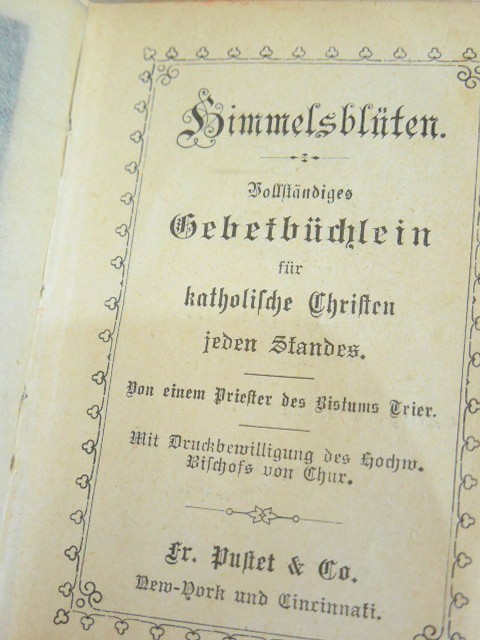 Himmelsblüten.
Vollständiges
Gebetbüchlein
für
katholische Christen
jeden Standes.
Von einem Priester des Bistums Trier.
Mit Druckbewilligung des Hochw.
Bischofs von Chur.
Fr. Pustet & Co.
New-York und Cincinnati.